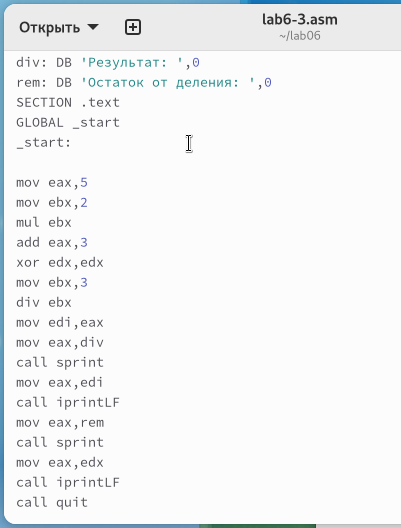 Открыть
lab6-3.asm
~/lab06
div: DB 'Результат: ',0
rem: DB 'Остаток от деления: ',0
SECTION .text
GLOBAL _start
_start:
mov eax,5
mov ebx,2
mul ebx
add eax,3
xor edx,edx
mov ebx,3
div ebx
mov edi,eax
mov eax,div
call sprint
mov eax,edi
call iprintLF
mov eax,rem
call sprint
mov eax,edx
call iprintLF
call quit